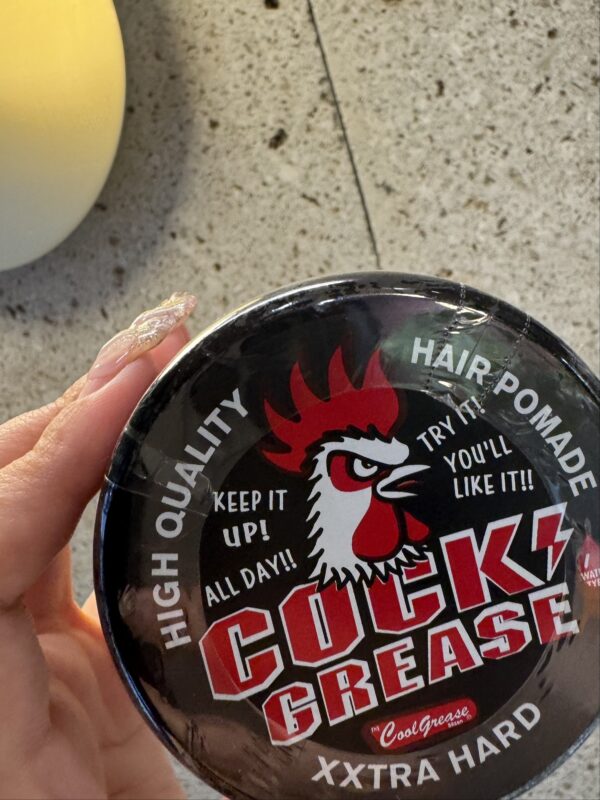 HIGH QUALITY
HAIR POMADE
KEEP IT
UP!
ALL DAY!!
TRY IT!
YOU'LL
LIKE IT!!
COCK
GREASE
Cool Grease
XXTRA HARD